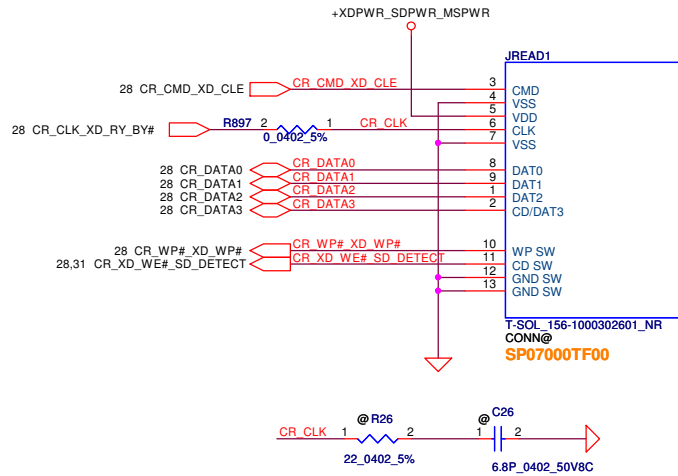 +XDPWR_SDPWR_MSPWR
JREAD1
28 CR_CMD_XD_CLE CR_CMD_XD_CLE 3 CMD
4 VSS
5 VDD
28 CR_CLK_XD_RY_BY# R897 2 1 CR_CLK 6 CLK
0_0402_5%
7 VSS
28 CR_DATA0 CR_DATA0 8 DAT0
28 CR_DATA1 CR_DATA1 9 DAT1
28 CR_DATA2 CR_DATA2 1 DAT2
28 CR_DATA3 CR_DATA3 2 CD/DAT3
28 CR_WP#_XD_WP# CR_WP#_XD_WP# 10 WP SW
28,31 CR_XD_WE#_SD_DETECT CR_XD_WE#_SD_DETECT 11 CD SW
12 GND SW
13 GND SW
T-SOL_156-1000302601_NR
CONN@
SP07000TF00
CR_CLK 1 @ R26 2 1 @ C26 2
22_0402_5%
6.8P_0402_50V8C